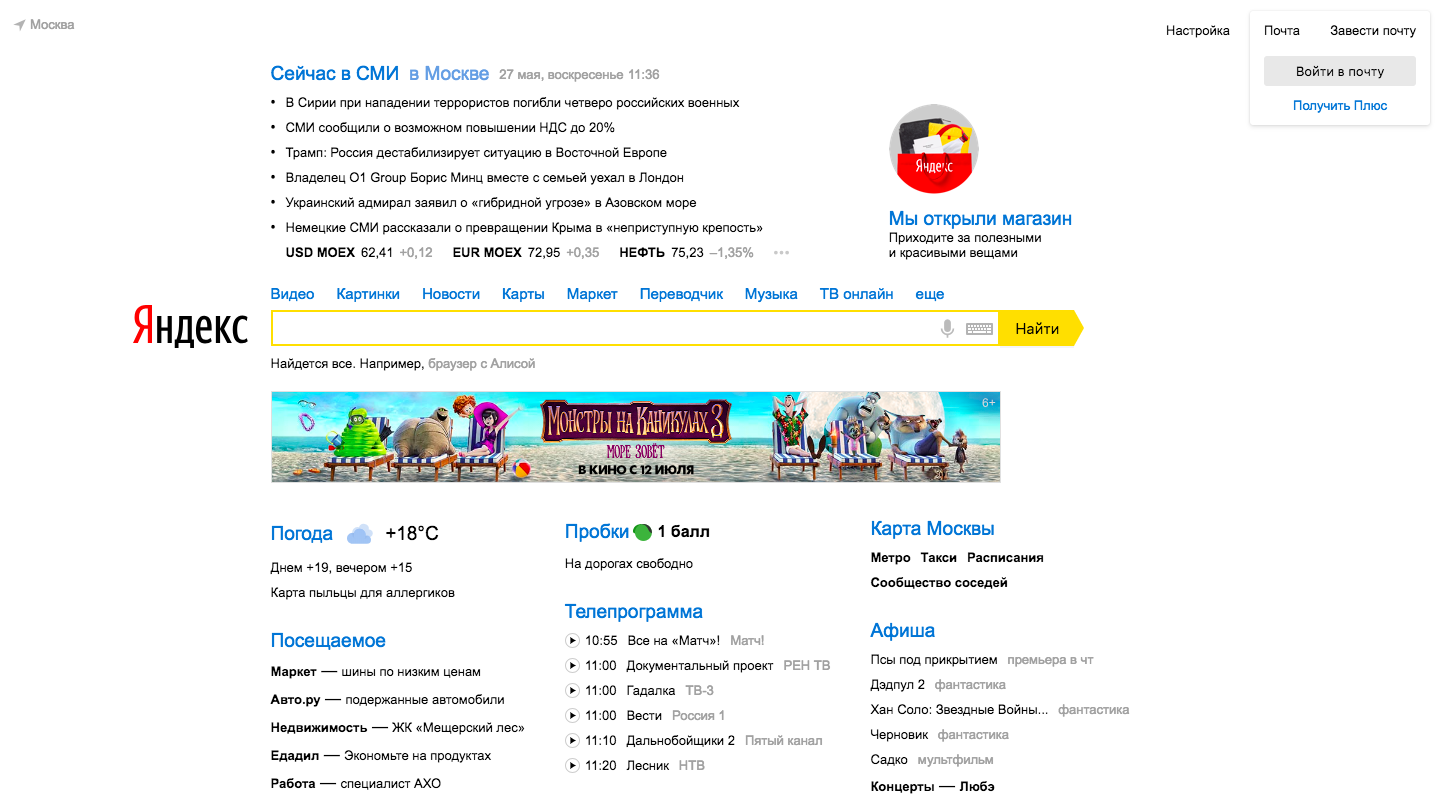 Москва
Настройка
Почта Завести почту
Войти в почту
Получить Плюс
Сейчас в СМИ в Москве 27 мая, воскресенье 11:36
• В Сирии при нападении террористов погибли четверо российских военных
• СМИ сообщили о возможном повышении НДС до 20%
• Трамп: Россия дестабилизирует ситуацию в Восточной Европе
• Владелец O1 Group Борис Минц вместе с семьей уехал в Лондон
• Украинский адмирал заявил о «гибридной угрозе» в Азовском море
• Немецкие СМИ рассказали о превращении Крыма в «неприступную крепость»
USD MOEX 62,41 +0,12 EUR MOEX 72,95 +0,35 НЕФТЬ 75,23 –1,35% •••
Яндекс
Мы открыли магазин
Приходите за полезными
и красивыми вещами
Видео Картинки Новости Карты Маркет Переводчик Музыка ТВ онлайн еще
Яндекс
Найти
Найдется все. Например, браузер с Алисой
МОНСТРЫ НА КАНИКУЛАХ 3
МОРЕ ЗОВЁТ
В КИНО С 12 ИЮЛЯ
6+
Погода +18°C
Днем +19, вечером +15
Карта пыльцы для аллергиков
Посещаемое
Маркет — шины по низким ценам
Авто.ру — подержанные автомобили
Недвижимость — ЖК «Мещерский лес»
Едадил — Экономьте на продуктах
Работа — специалист АХО
Пробки 1 балл
На дорогах свободно
Телепрограмма
10:55 Все на «Матч»! Матч!
11:00 Документальный проект РЕН ТВ
11:00 Гадалка ТВ-3
11:00 Вести Россия 1
11:10 Дальнобойщики 2 Пятый канал
11:20 Лесник НТВ
Карта Москвы
Метро Такси Расписания
Сообщество соседей
Афиша
Псы под прикрытием премьера в чт
Дэдпул 2 фантастика
Хан Соло: Звездные Войны... фантастика
Черновик фантастика
Садко мультфильм
Концерты — Любэ